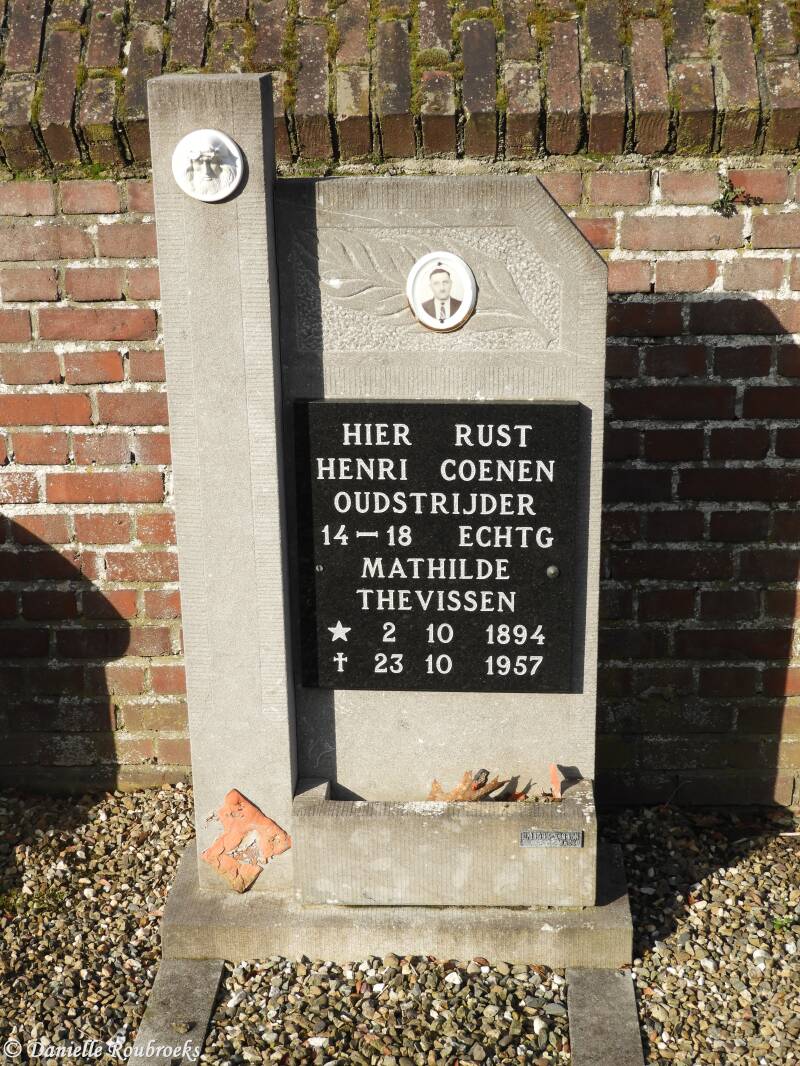 HIER RUST
HENRI COENEN
OUDSTRIJDER
14-18 ECHTG
MATHILDE
THEVISSEN
★ 2 10 1894
✝ 23 10 1957
© Danielle Roubroeks